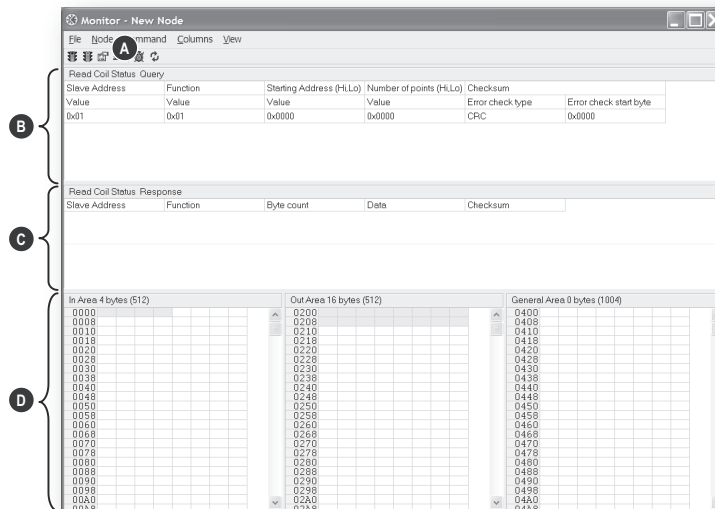 Monitor - New Node
File Node mmand Columns View
A
Read Coil Status Query
Slave Address Function Starting Address (Hi,Lo) Number of points (Hi,Lo) Checksum
Value Value Value Value Error check type Error check start byte
0x01 0x01 0x0000 0x0000 CRC 0x0000
B
Read Coil Status Response
Slave Address Function Byte count Data Checksum
C
In Area 4 bytes (512) Out Area 16 bytes (512) General Area 0 bytes (1004)
0000 0200 0400
0008 0208 0408
0010 0210 0410
0018 0218 0418
0020 0220 0420
0028 0228 0428
0030 0230 0430
0038 0238 0438
0040 0240 0440
0048 0248 0448
0050 0250 0450
0058 0258 0458
0060 0260 0460
0068 0268 0468
0070 0270 0470
0078 0278 0478
0080 0280 0480
0088 0288 0488
0090 0290 0490
0098 0298 0498
00A0 02A0 04A0
00A8 02A8 04A8
D